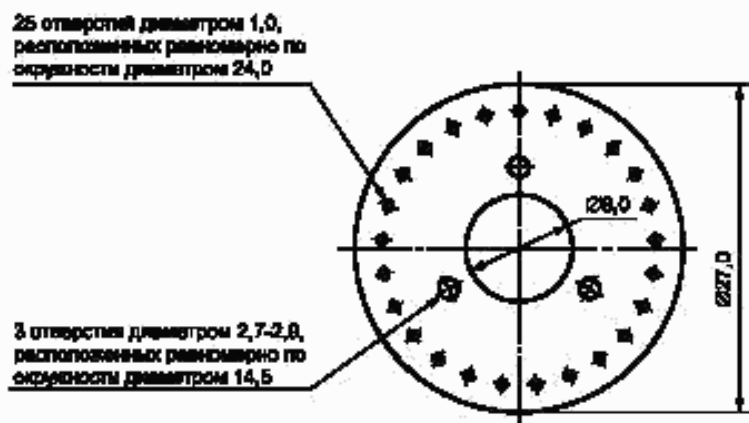 25 отверстий диаметром 1,0,
расположенных равномерно по
окружности диаметром 24,0
Ø8,0
Ø27,0
3 отверстия диаметром 2,7-2,8,
расположенных равномерно по
окружности диаметром 14,5